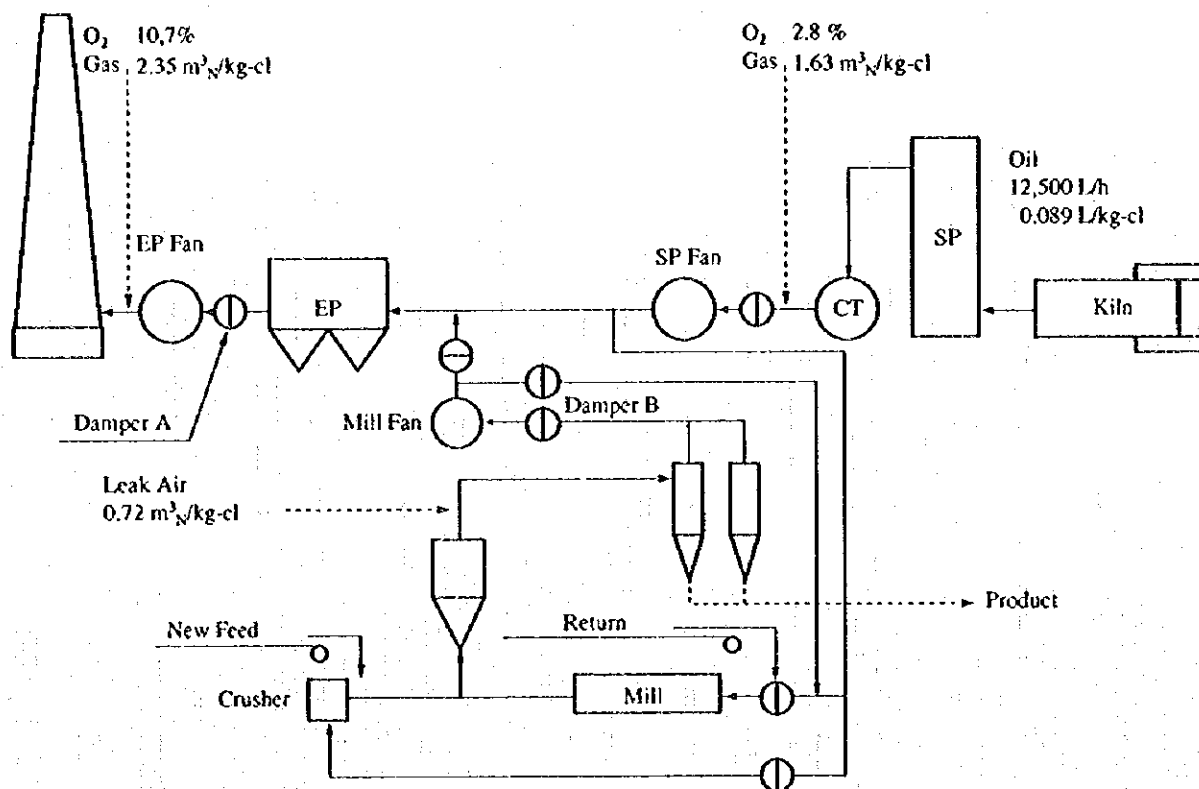 O₂ 10,7%
Gas 2.35 m³N/kg-cl
O₂ 2.8 %
Gas 1.63 m³N/kg-cl
Oil
12,500 L/h
0.089 L/kg-cl
SP
EP Fan
SP Fan
EP
CT
Kiln
Damper A
Mill Fan
Damper B
Leak Air
0.72 m³N/kg-cl
Product
New Feed
Return
Crusher
Mill